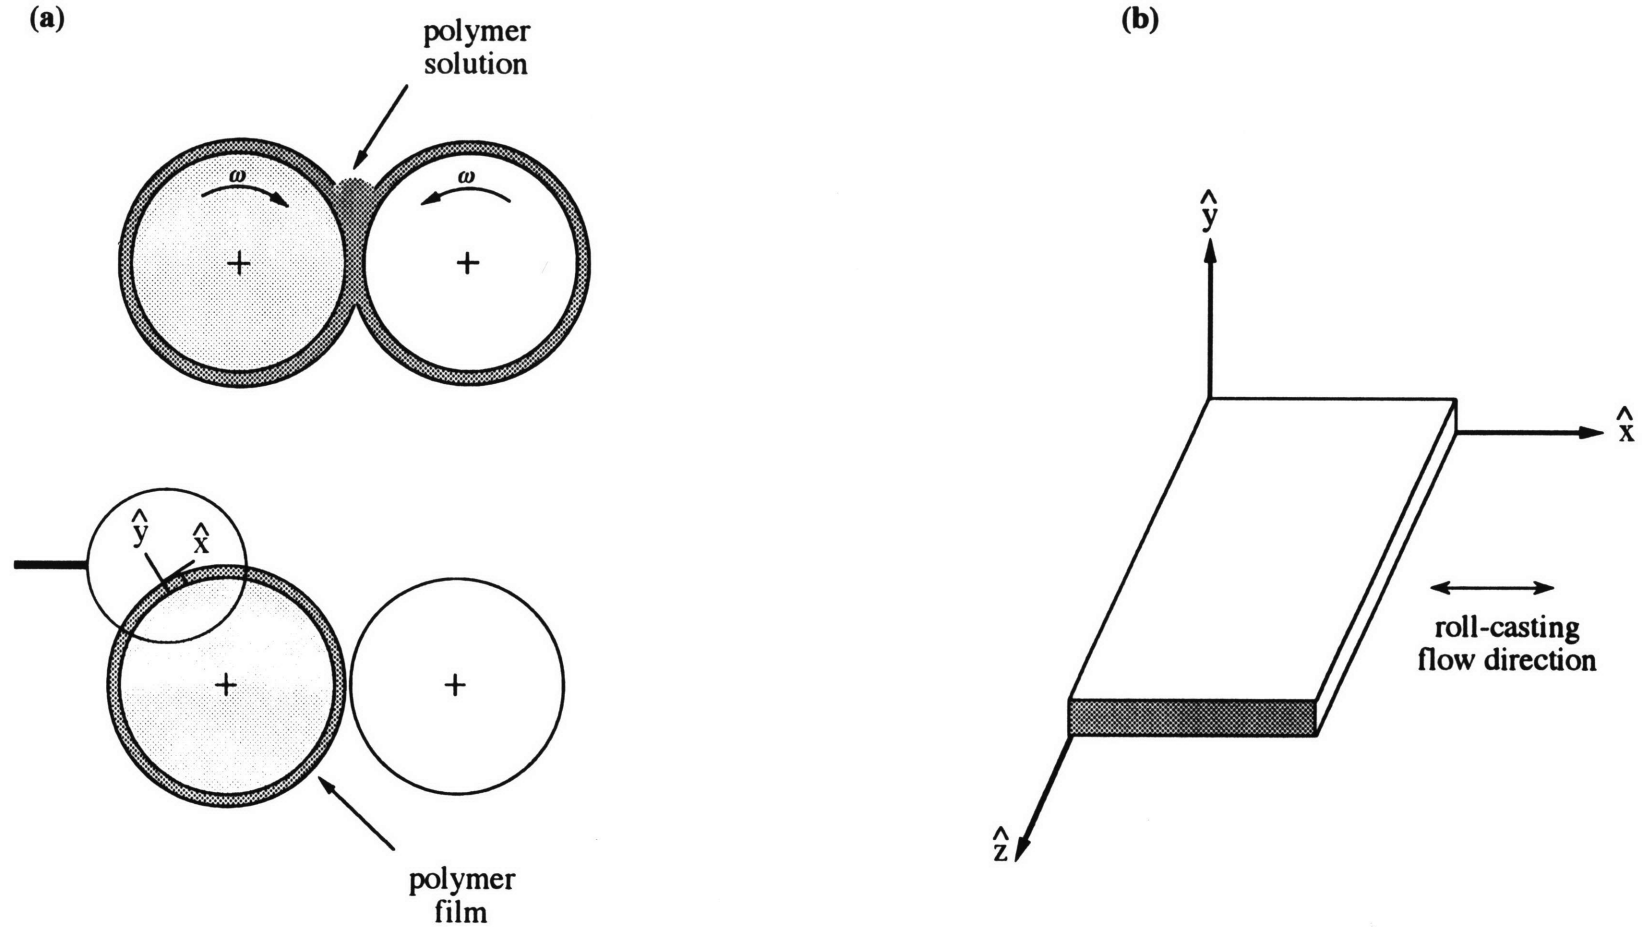 (a)
polymer
solution
ω
ω
ŷ
x̂
polymer
film
(b)
ŷ
x̂
roll-casting
flow direction
ẑ